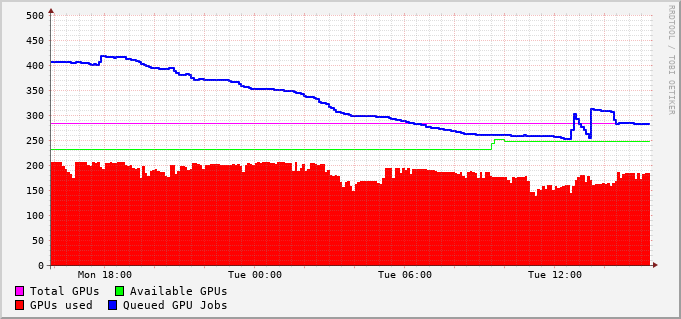 500
450
400
350
300
250
200
150
100
50
0
Mon 18:00 Tue 00:00 Tue 06:00 Tue 12:00
Total GPUs Available GPUs
GPUs used Queued GPU Jobs
RRDTOOL / TOBI OETIKER